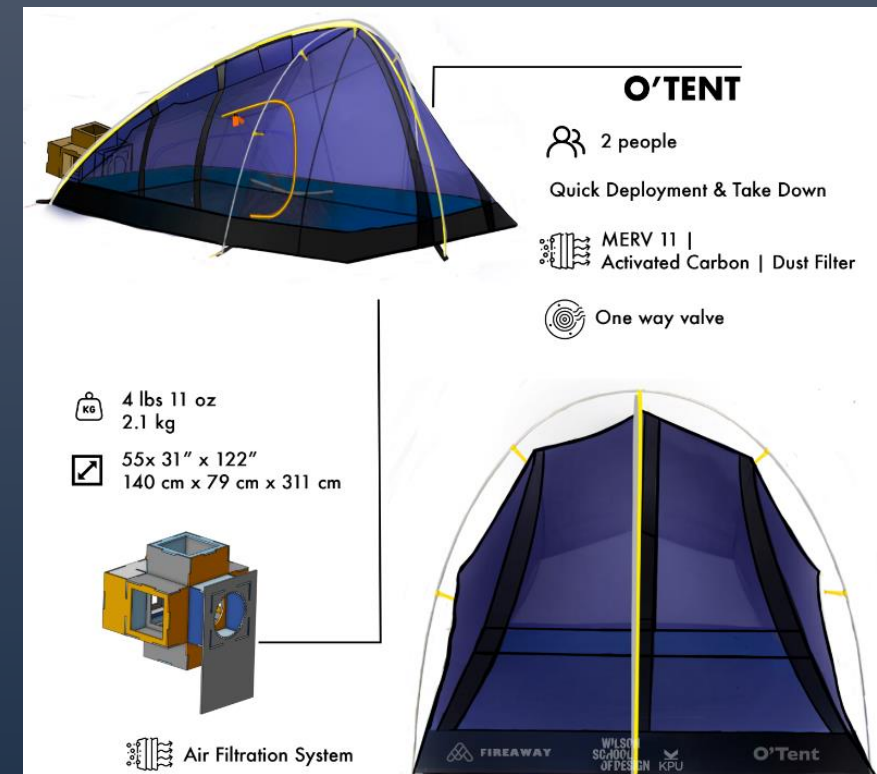 O'TENT
2 people
Quick Deployment & Take Down
MERV 11 |
Activated Carbon | Dust Filter
One way valve
KG
4 lbs 11 oz
2.1 kg
55x 31" x 122"
140 cm x 79 cm x 311 cm
Air Filtration System
FIREAWAY
WILSON
SCHOOL
OF DESIGN
KPU
O'Tent